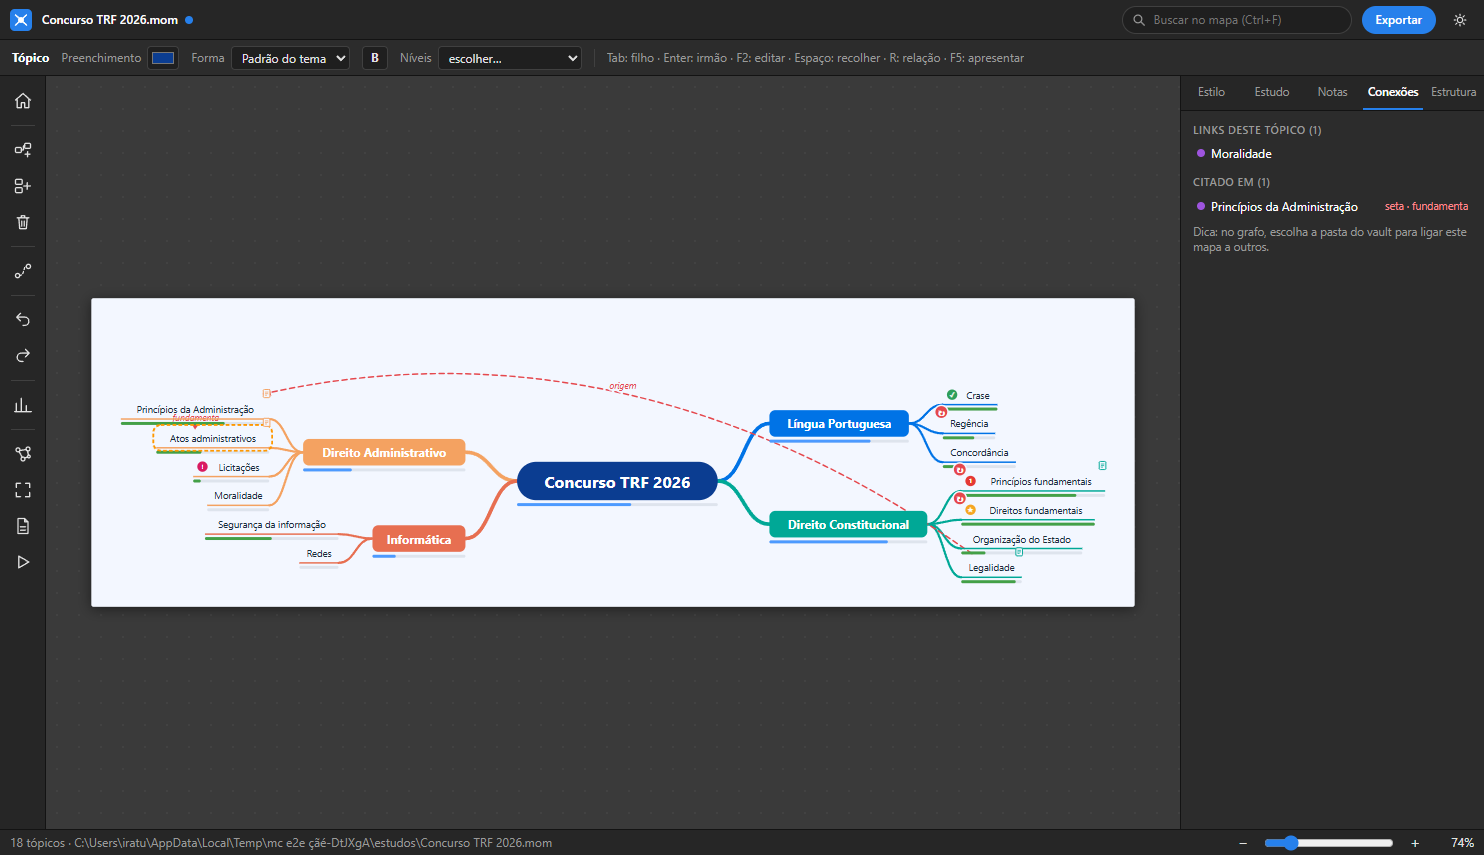 Concurso TRF 2026.mom
Buscar no mapa (Ctrl+F)
Exportar
Tópico
Preenchimento
Forma
Padrão do tema
B
Níveis
escolher...
Tab: filho · Enter: irmão · F2: editar · Espaço: recolher · R: relação · F5: apresentar
Estilo
Estudo
Notas
Conexões
Estrutura
LINKS DESTE TÓPICO (1)
Moralidade
CITADO EM (1)
Princípios da Administração
seta · fundamenta
Dica: no grafo, escolha a pasta do vault para ligar este
mapa a outros.
origem
Princípios da Administração
fundamenta
Atos administrativos
Licitações
Moralidade
Direito Administrativo
Segurança da informação
Redes
Informática
Concurso TRF 2026
Língua Portuguesa
Crase
Regência
Concordância
Direito Constitucional
1
Princípios fundamentais
Direitos fundamentais
Organização do Estado
Legalidade
18 tópicos · C:\Users\iratu\AppData\Local\Temp\mc e2e çãé-DtJXgA\estudos\Concurso TRF 2026.mom
74%